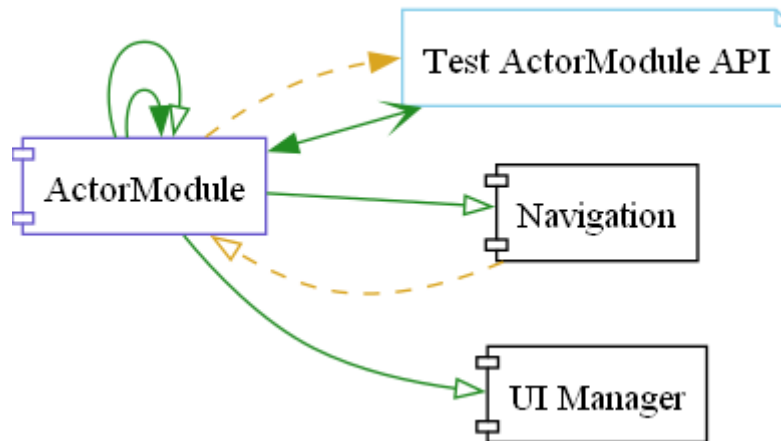 Test ActorModule API
ActorModule
Navigation
UI Manager